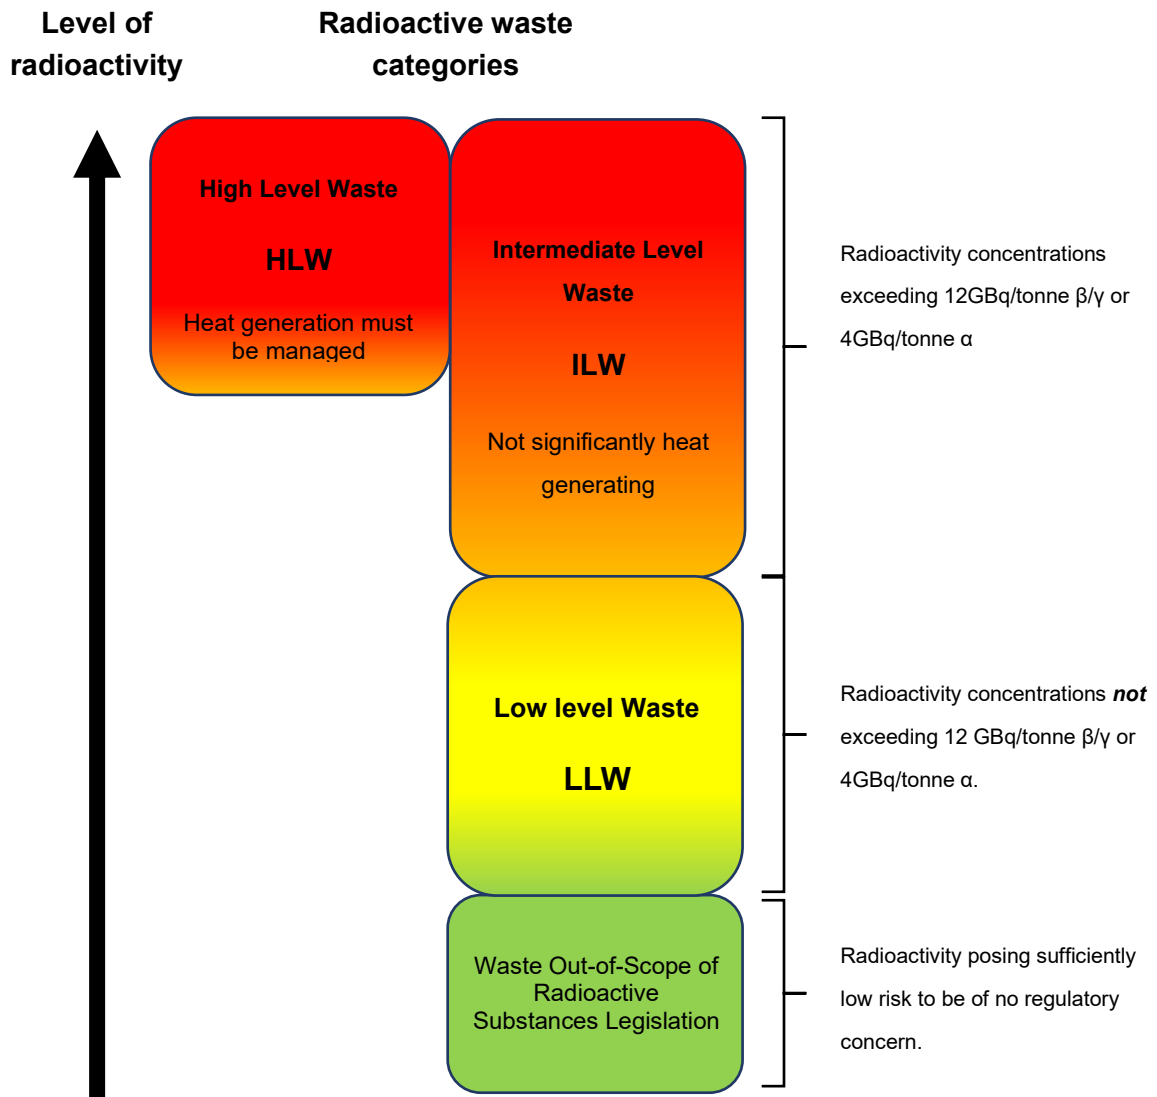 Level of
radioactivity
Radioactive waste
categories
High Level Waste
HLW
Heat generation must
be managed
Intermediate Level
Waste
ILW
Not significantly heat
generating
Radioactivity concentrations
exceeding 12GBq/tonne β/γ or
4GBq/tonne α
Low level Waste
LLW
Radioactivity concentrations not
exceeding 12 GBq/tonne β/γ or
4GBq/tonne α.
Waste Out-of-Scope of
Radioactive
Substances Legislation
Radioactivity posing sufficiently
low risk to be of no regulatory
concern.